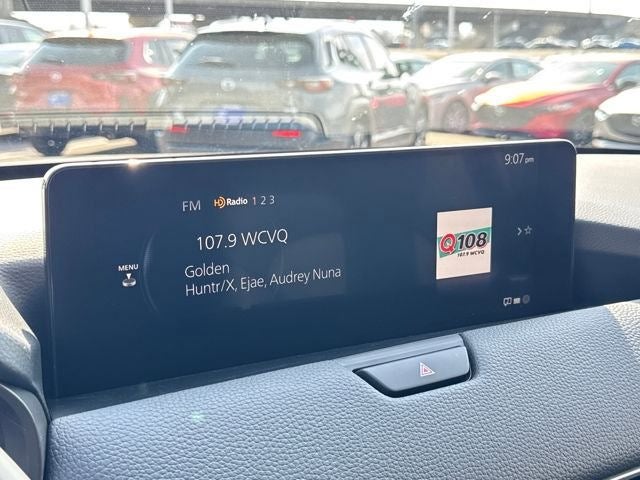 9:07 pm
FM HD Radio 1 2 3
107.9 WCVQ
Golden
Huntr/X, Ejae, Audrey Nuna
MENU
Q108
107.9 WCVQ